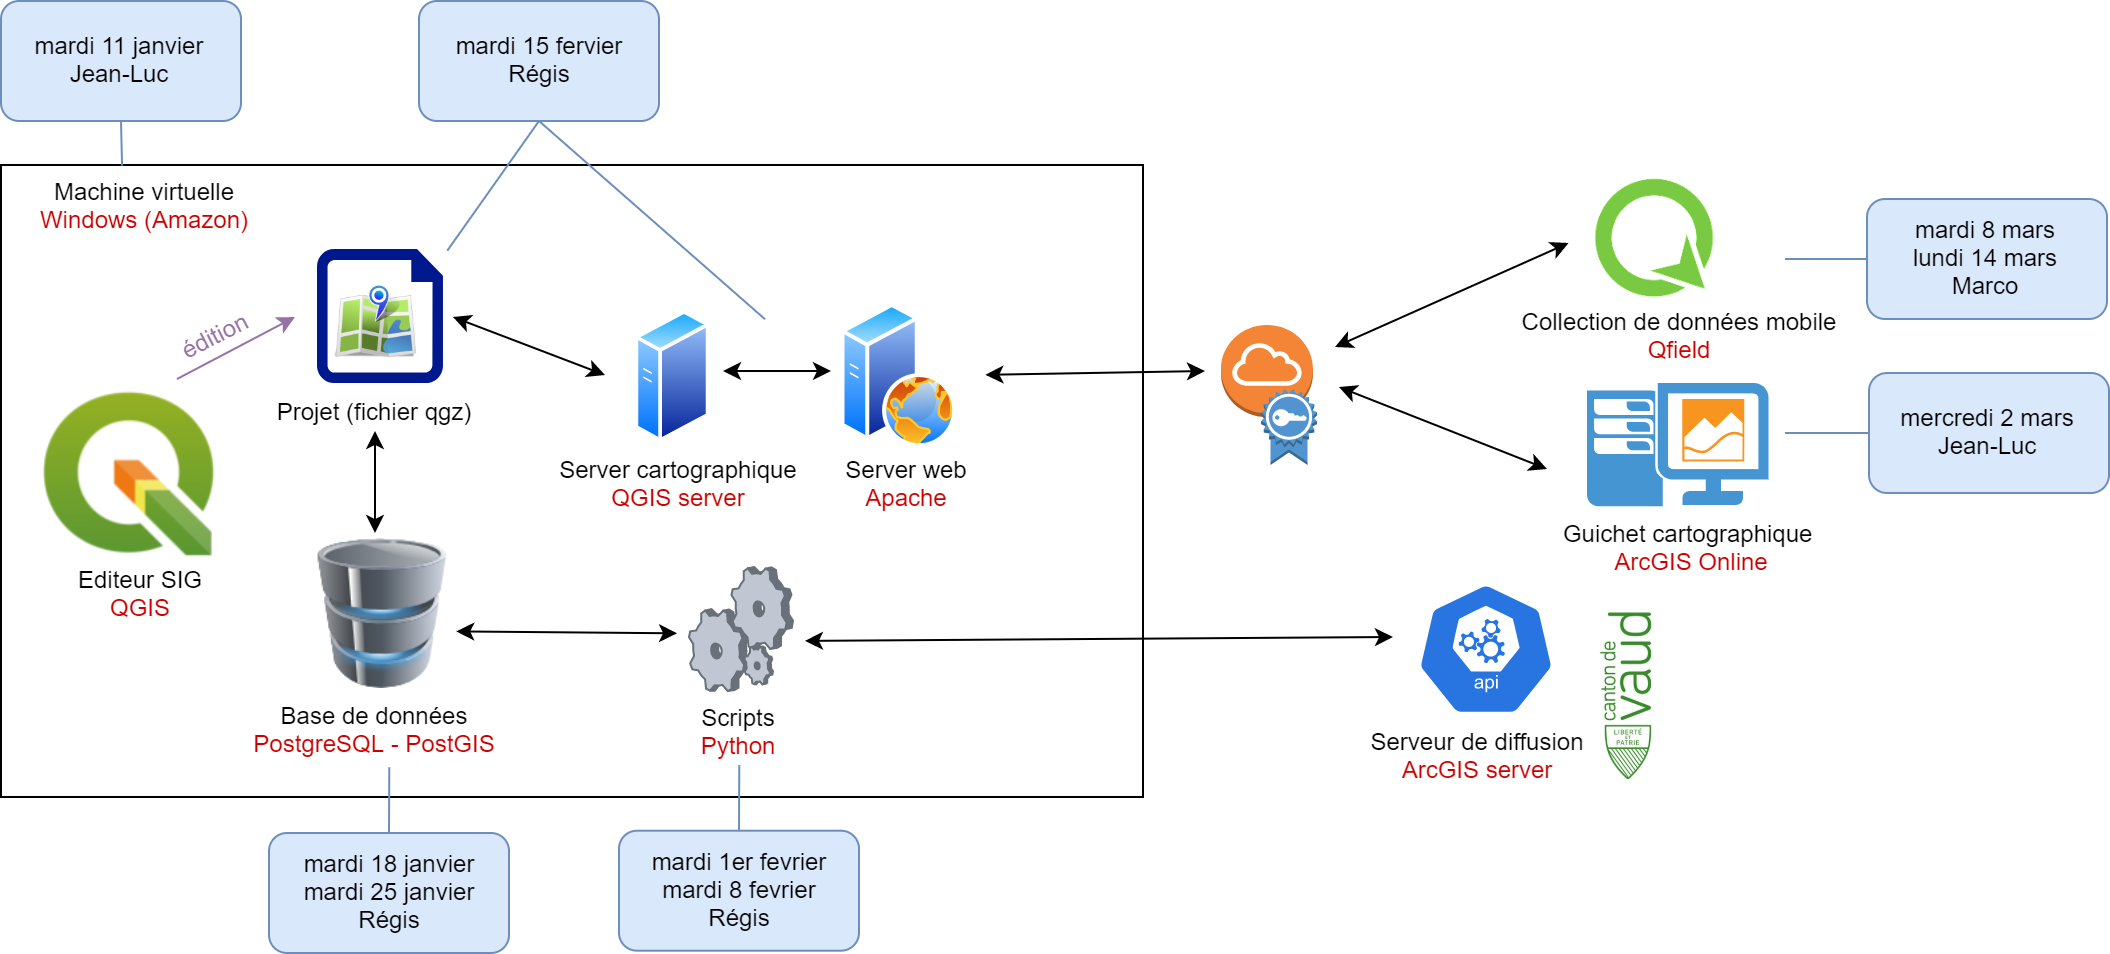 mardi 11 janvier
Jean-Luc
mardi 15 fervier
Régis
Machine virtuelle
Windows (Amazon)
édition
Projet (fichier qgz)
Editeur SIG
QGIS
Server cartographique
QGIS server
Server web
Apache
Base de données
PostgreSQL - PostGIS
Scripts
Python
mardi 18 janvier
mardi 25 janvier
Régis
mardi 1er fevrier
mardi 8 fevrier
Régis
Collection de données mobile
Qfield
mardi 8 mars
lundi 14 mars
Marco
Guichet cartographique
ArcGIS Online
mercredi 2 mars
Jean-Luc
api
Serveur de diffusion
ArcGIS server
canton de
vaud
LIBERTÉ
ET
PATRIE